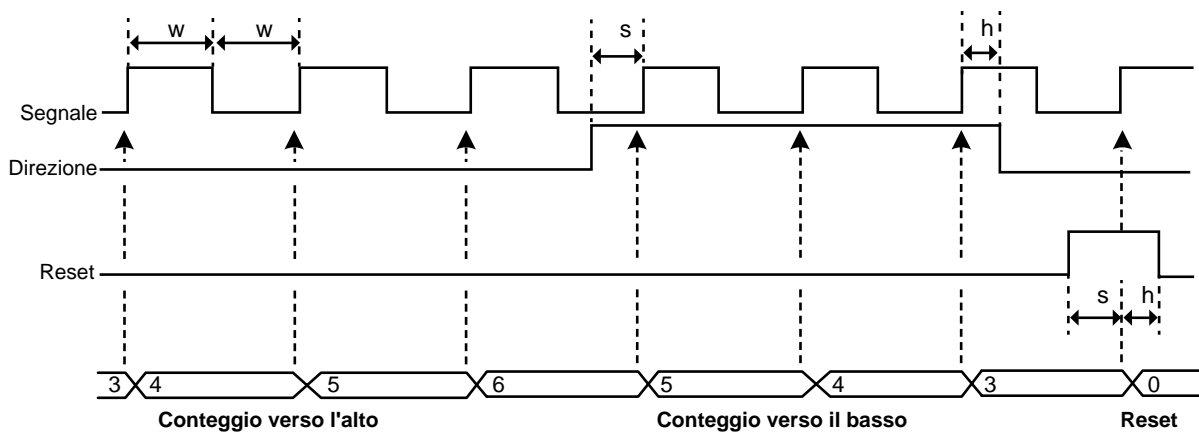 w w s h
Segnale
Direzione
Reset
s h
3 4 5 6 5 4 3 0
Conteggio verso l'alto Conteggio verso il basso Reset